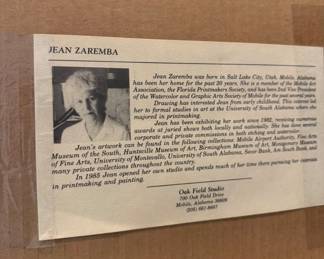 JEAN ZAREMBA
Jean Zaremba was born in Salt Lake City, Utah. Mobile, Alabama
has been her home for the past 20 years. She is a member of the Mobile Art
Association, the Florida Printmakers Society, and has been 2nd Vice President
of the Watercolor and Graphic Arts Society of Mobile for the past several years.
Drawing has interested Jean from early childhood. This interest led
her to formal studies in art at the University of South Alabama where she
majored in printmaking.
Jean has been exhibiting her work since 1982, receiving numerous
awards at juried shows both locally and nationally. She has done several
corporate and private commissions in both etching and watercolor.
Jean's artwork can be found in the following collections: Mobile Airport Authority, Fine Arts
Museum of the South, Huntsville Museum of Art, Birmingham Museum of Art, Montgomery Museum
of Fine Arts, University of Montevallo, University of South Alabama, Bank, Am South Bank, and
many private collections throughout the country.
In 1985 Jean opened her own studio and spends much of her time there pursuing her interests
in printmaking and painting.
Oak Field Studio
Mobile, Alabama